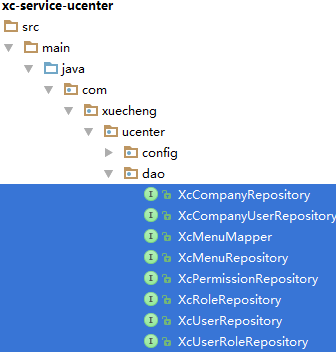 xc-service-ucenter
src
main
java
com
xuecheng
ucenter
config
dao
I XcCompanyRepository
I XcCompanyUserRepository
I XcMenuMapper
I XcMenuRepository
I XcPermissionRepository
I XcRoleRepository
I XcUserRepository
I XcUserRoleRepository